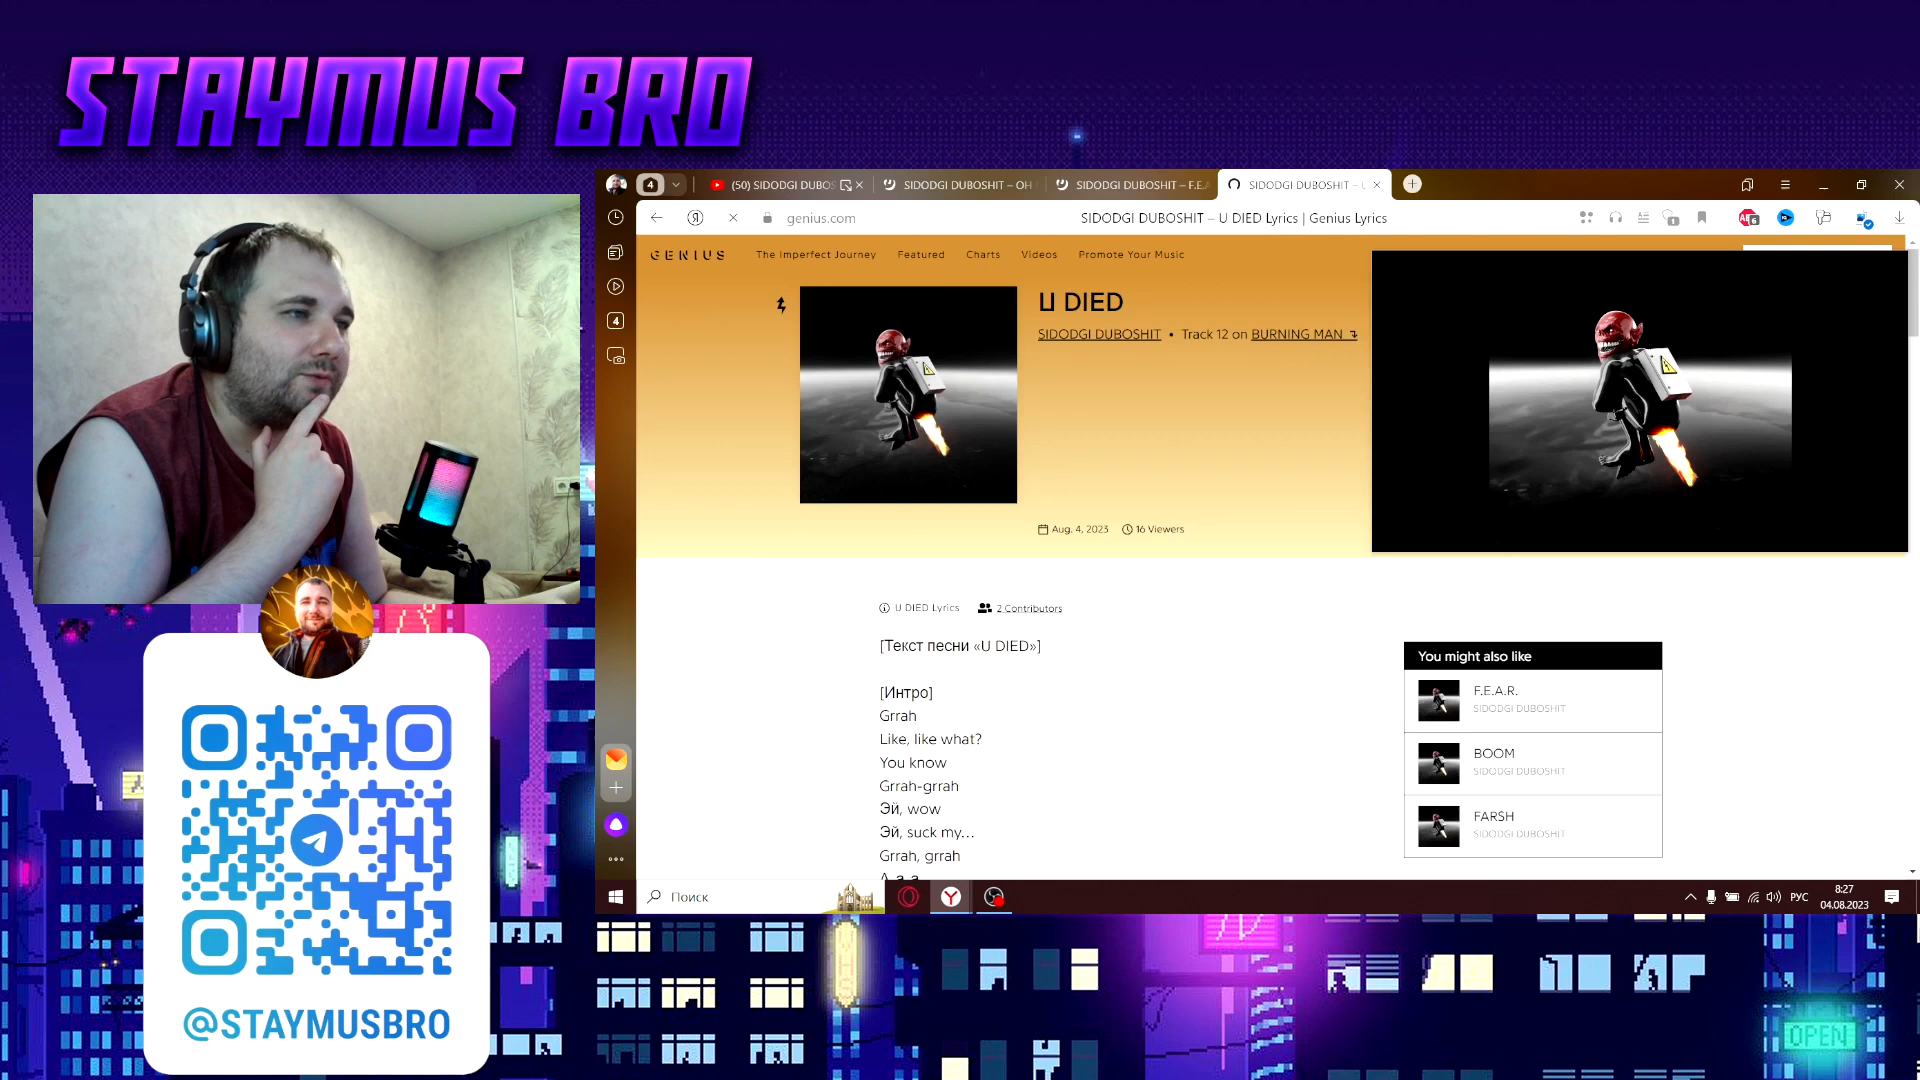 STAYMUS BRO
4
(50) SIDODGI DUBOS
SIDODGI DUBOSHIT – OH
SIDODGI DUBOSHIT – F.E.A
SIDODGI DUBOSHIT – U
genius.com
SIDODGI DUBOSHIT – U DIED Lyrics | Genius Lyrics
GENIUS
The Imperfect Journey
Featured
Charts
Videos
Promote Your Music
U DIED
SIDODGI DUBOSHIT • Track 12 on BURNING MAN
Aug. 4, 2023
16 Viewers
4
U DIED Lyrics
2 Contributors
[Текст песни «U DIED»]
[Интро]
Grrah
Like, like what?
You know
Grrah-grrah
Эй, wow
Эй, suck my…
Grrah, grrah
А-а-а
You might also like
F.E.A.R.
SIDODGI DUBOSHIT
BOOM
SIDODGI DUBOSHIT
FARSH
SIDODGI DUBOSHIT
Поиск
РУС
8:27
04.08.2023
@STAYMUSBRO
OPEN